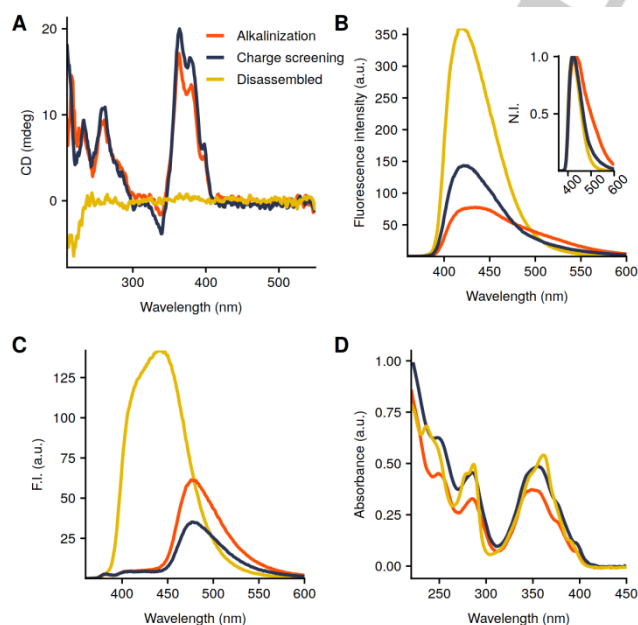 A
20
10
0
CD (mdeg)
300
400
500
Wavelength (nm)
Alkalinization
Charge screening
Disassembled
B
350
300
250
200
150
100
50
Fluorescence Intensity (a.u.)
400
450
500
550
600
Wavelength (nm)
1.0
0.5
N.I.
400
500
600
C
125
100
75
50
25
F.I. (a.u.)
400
450
500
550
600
Wavelength (nm)
D
1.00
0.75
0.50
0.25
0.00
Absorbance (a.u.)
250
300
350
400
450
Wavelength (nm)